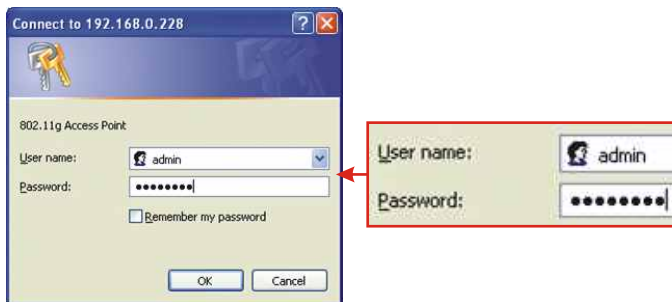 Connect to 192.168.0.228
802.11g Access Point
User name: admin
Password: ••••••••
Remember my password
OK Cancel
User name: admin
Password: ••••••••